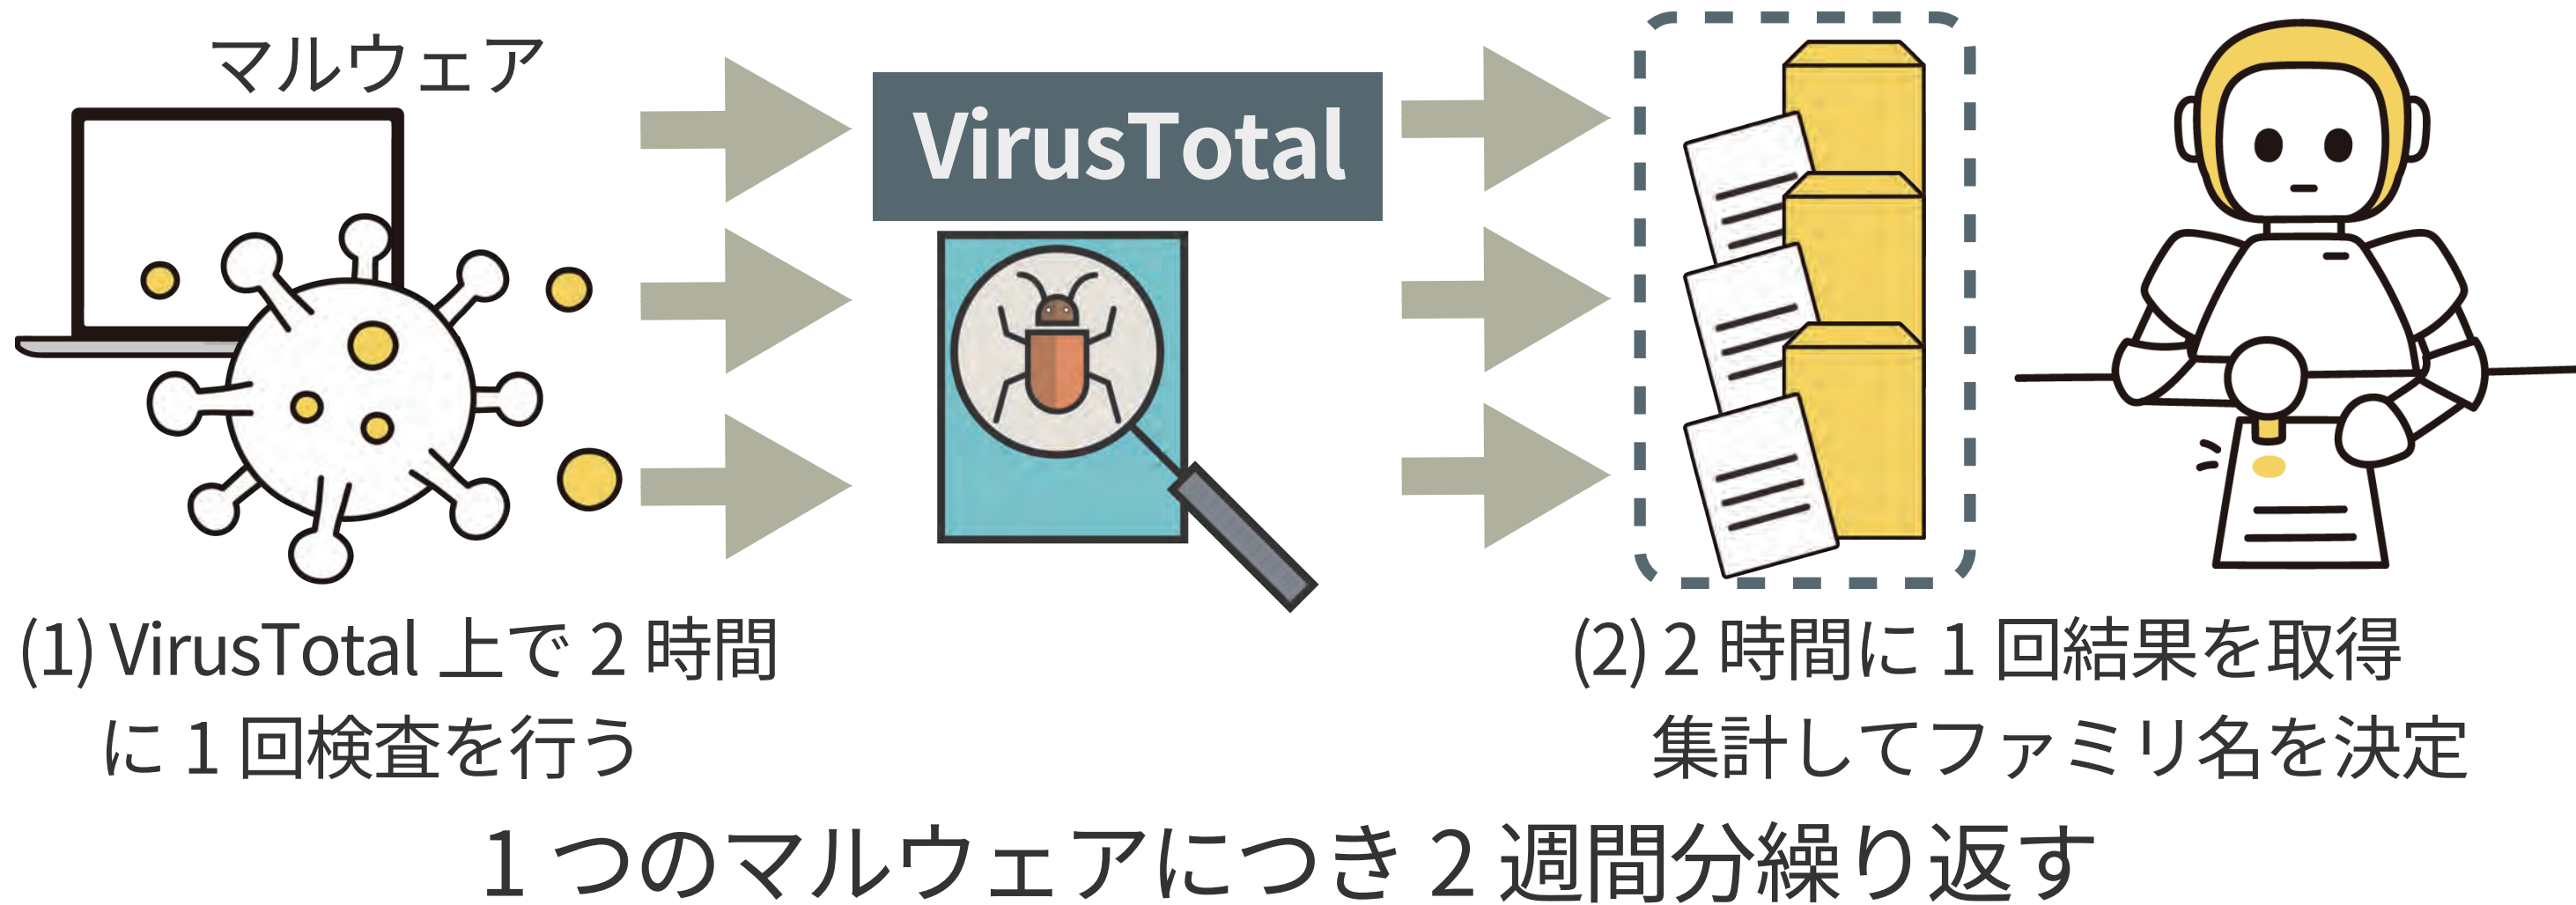 マルウェア
VirusTotal
(1) VirusTotal 上で 2 時間
に 1 回検査を行う
(2) 2 時間に 1 回結果を取得
集計してファミリ名を決定
1 つのマルウェアにつき 2 週間分繰り返す